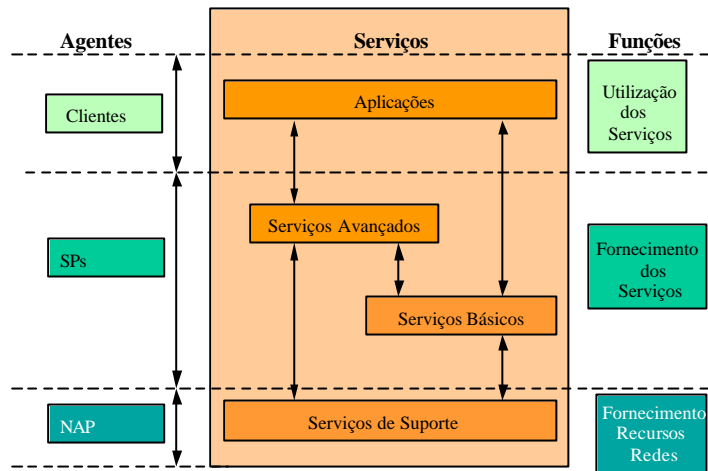 Agentes
Serviços
Funções
Clientes
Aplicações
Utilização
dos
Serviços
SPs
Serviços Avançados
Serviços Básicos
Fornecimento
dos
Serviços
NAP
Serviços de Suporte
Fornecimento
Recursos
Redes